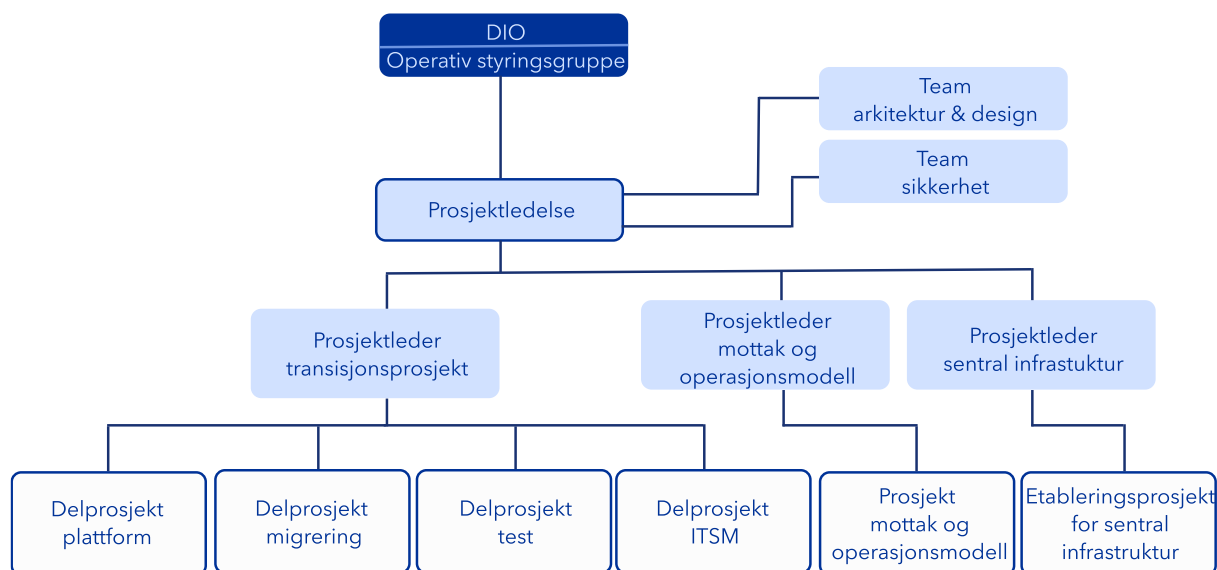 DIO
Operativ styringsgruppe
Team
arkitektur & design
Team
sikkerhet
Prosjektledelse
Prosjektleder
transisjonsprosjekt
Prosjektleder
mottak og
operasjonsmodell
Prosjektleder
sentral infrastuktur
Delprosjekt
plattform
Delprosjekt
migrering
Delprosjekt
test
Delprosjekt
ITSM
Prosjekt
mottak og
operasjonsmodell
Etableringsprosjekt
for sentral
infrastruktur